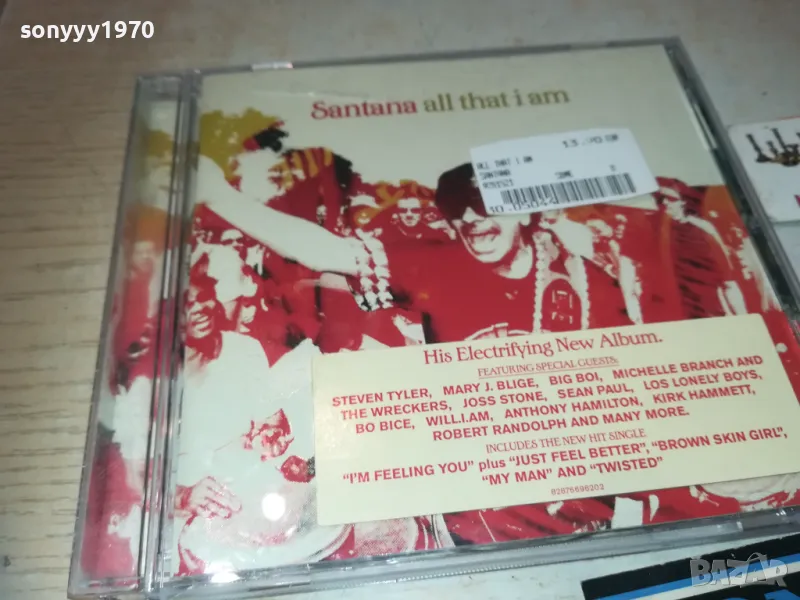 sonyyy1970
Santana all that i am
ALL THAT I AM
SANTANA
SONY
His Electrifying New Album.
FEATURING SPECIAL GUESTS:
STEVEN TYLER, MARY J. BLIGE, BIG BOI, MICHELLE BRANCH AND
THE WRECKERS, JOSS STONE, SEAN PAUL, LOS LONELY BOYS,
BO BICE, WILL.I.AM, ANTHONY HAMILTON, KIRK HAMMETT,
ROBERT RANDOLPH AND MANY MORE.
INCLUDES THE NEW HIT SINGLE
"I'M FEELING YOU" plus "JUST FEEL BETTER", "BROWN SKIN GIRL",
"MY MAN" AND "TWISTED"
82876696202
BAZAR